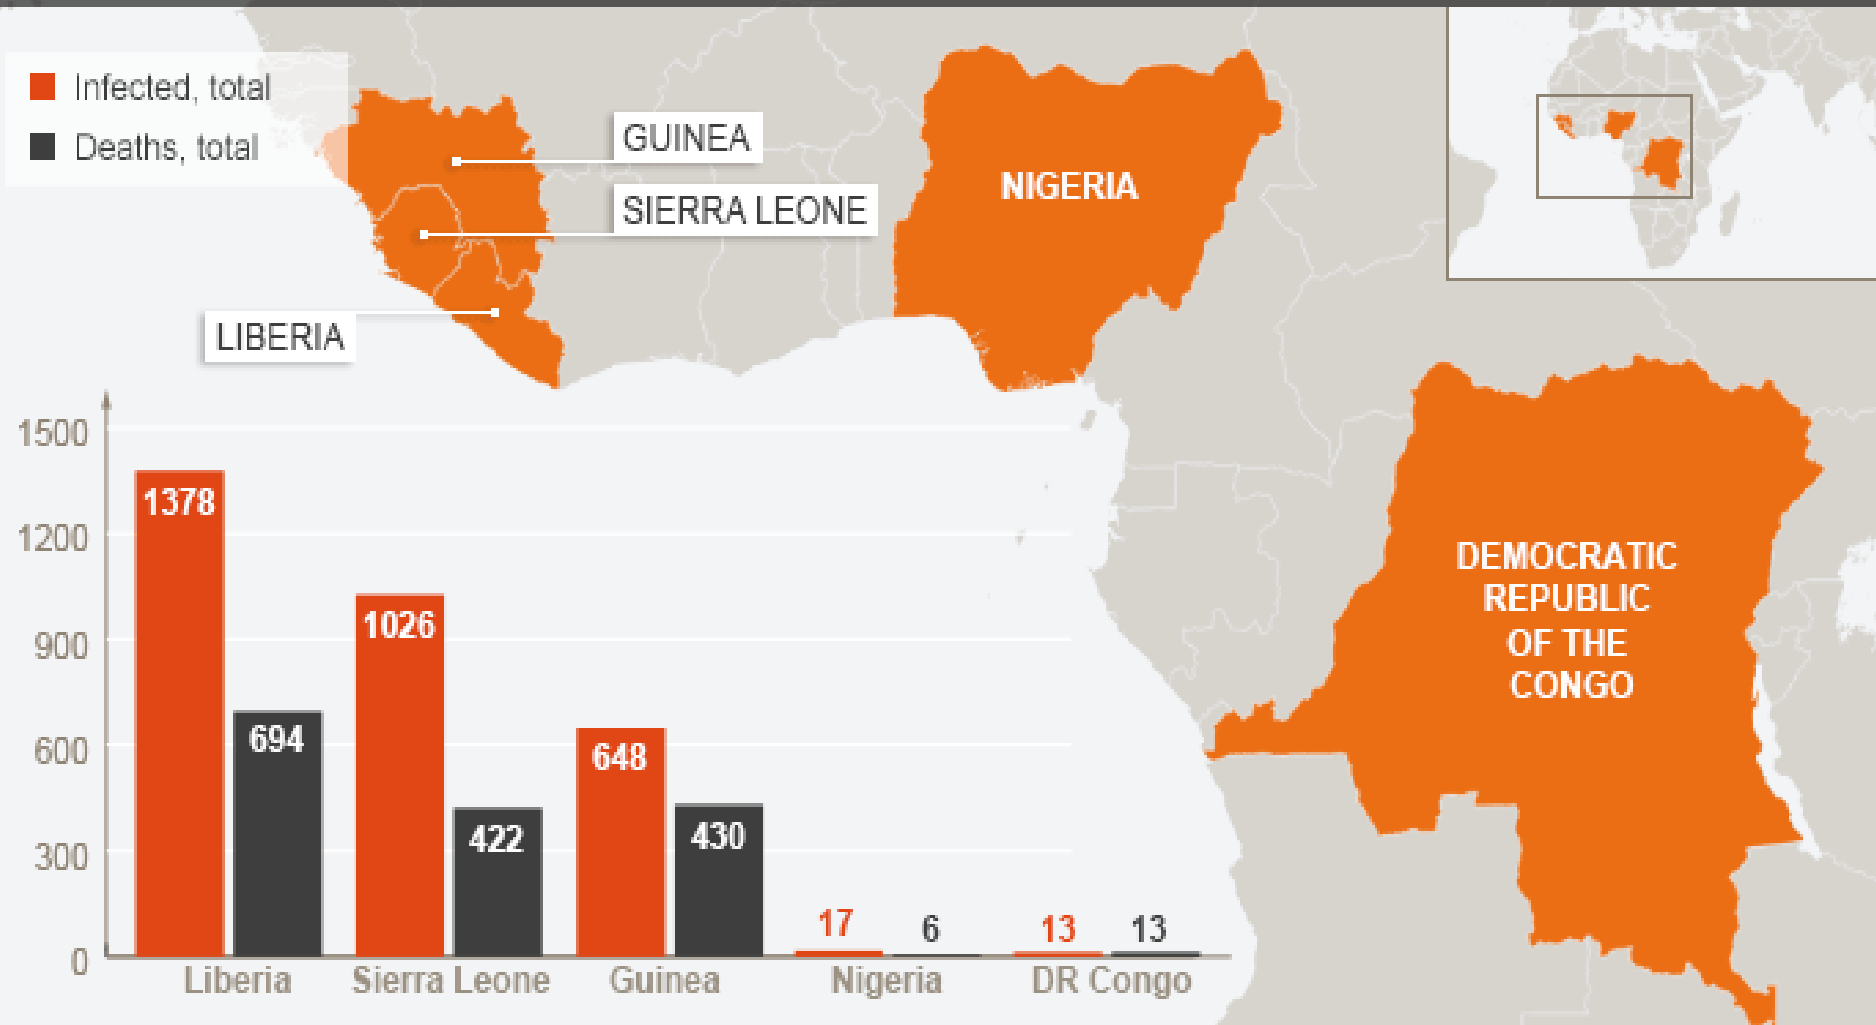 Infected, total
Deaths, total
GUINEA
SIERRA LEONE
LIBERIA
NIGERIA
DEMOCRATIC
REPUBLIC
OF THE
CONGO
1500
1200
900
600
300
0
1378
694
1026
422
648
430
17
6
13
13
Liberia
Sierra Leone
Guinea
Nigeria
DR Congo